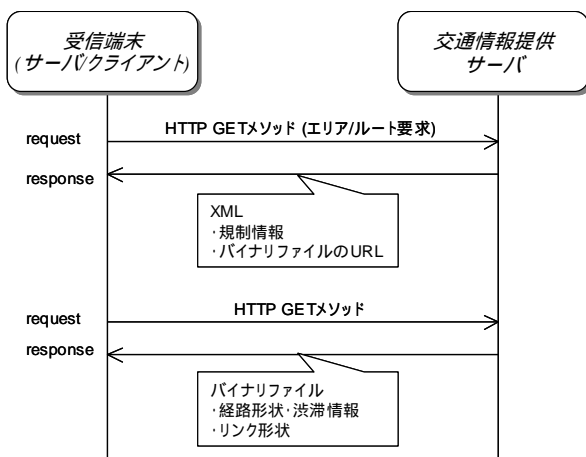 受信端末
(サーバ/クライアント)
交通情報提供
サーバ
request
HTTP GETメソッド (エリア/ルート要求)
response
XML
・規制情報
・バイナリファイルのURL
request
HTTP GETメソッド
response
バイナリファイル
・経路形状・渋滞情報
・リンク形状